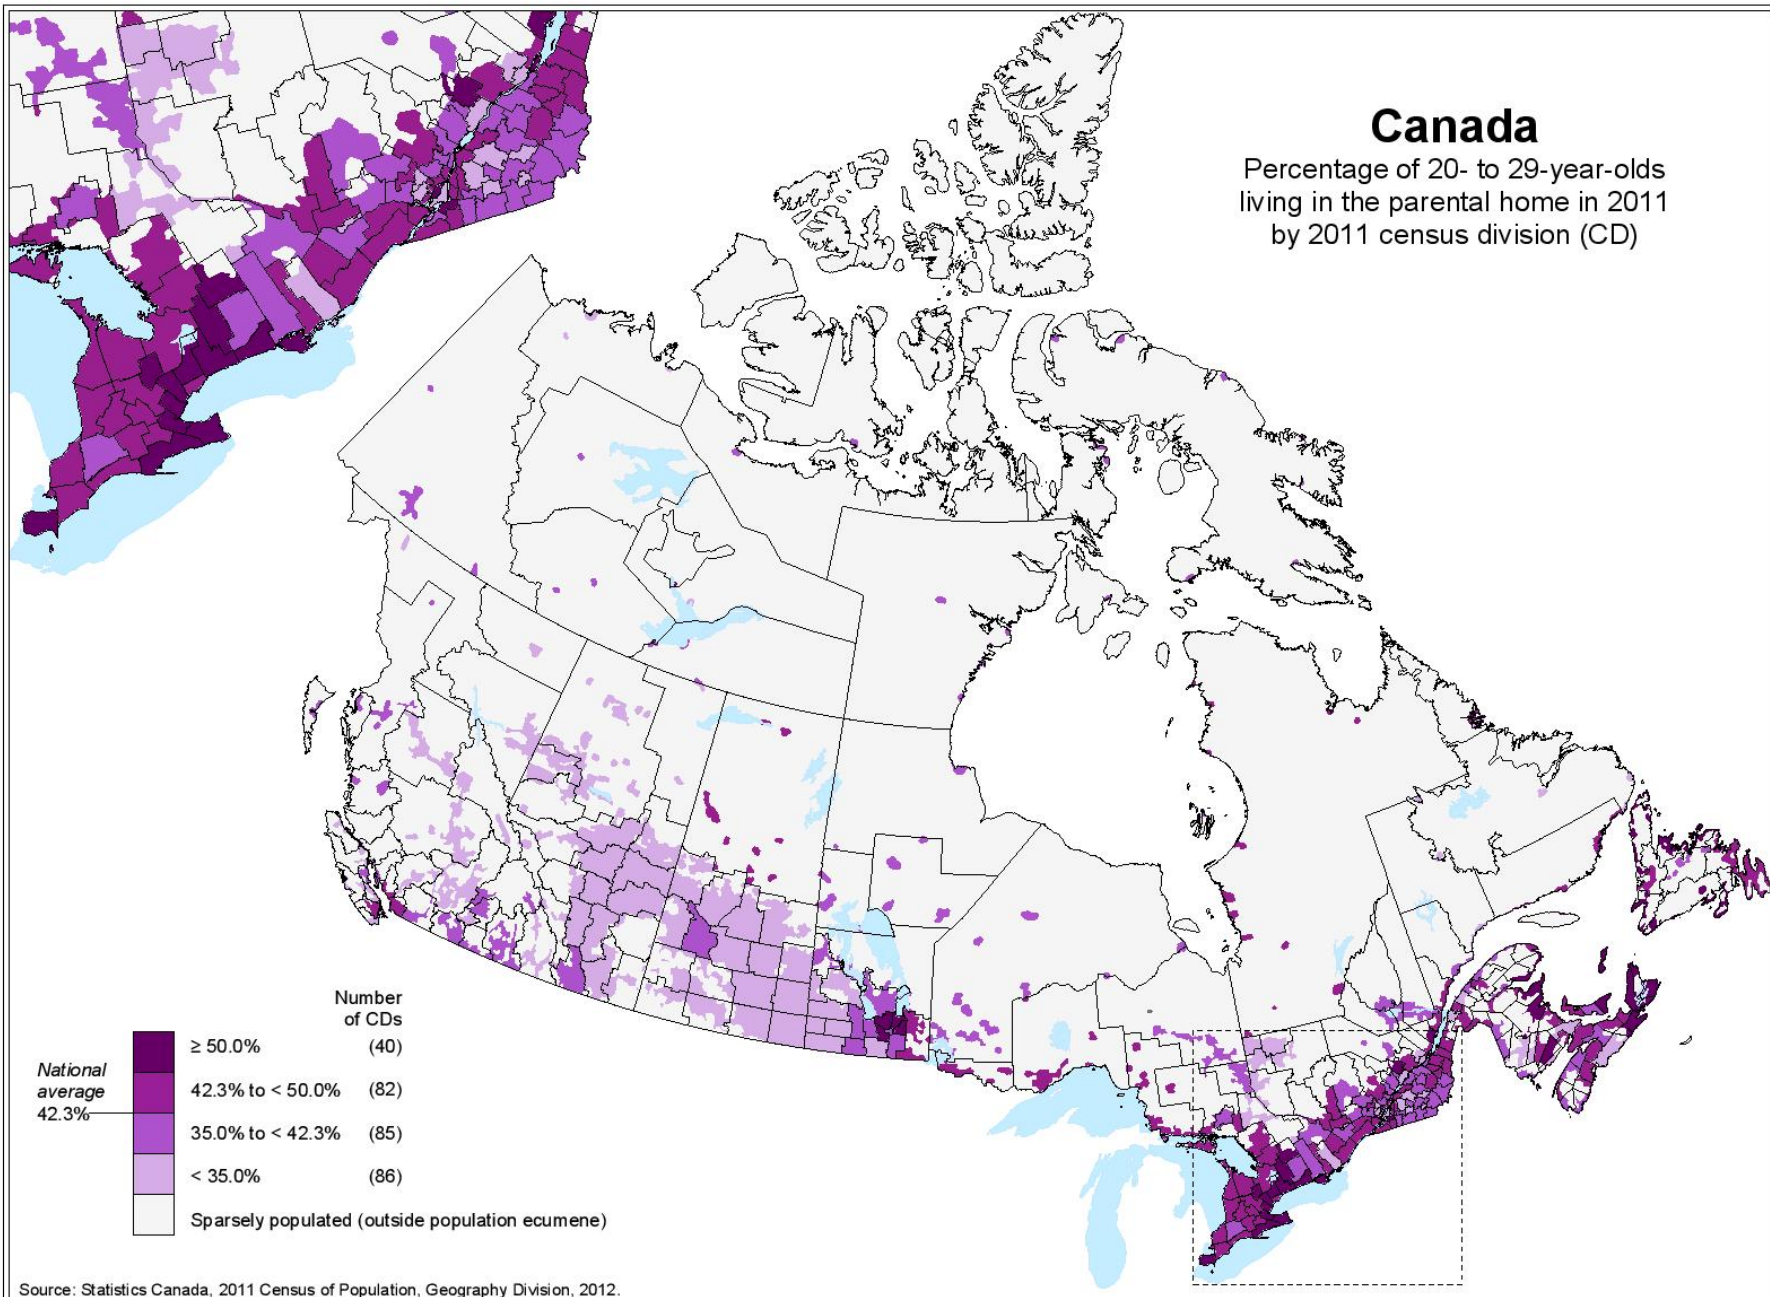 Canada
Percentage of 20- to 29-year-olds
living in the parental home in 2011
by 2011 census division (CD)
Number
of CDs
≥ 50.0% (40)
42.3% to < 50.0% (82)
35.0% to < 42.3% (85)
< 35.0% (86)
Sparsely populated (outside population ecumene)
National
average
42.3%
Source: Statistics Canada, 2011 Census of Population, Geography Division, 2012.